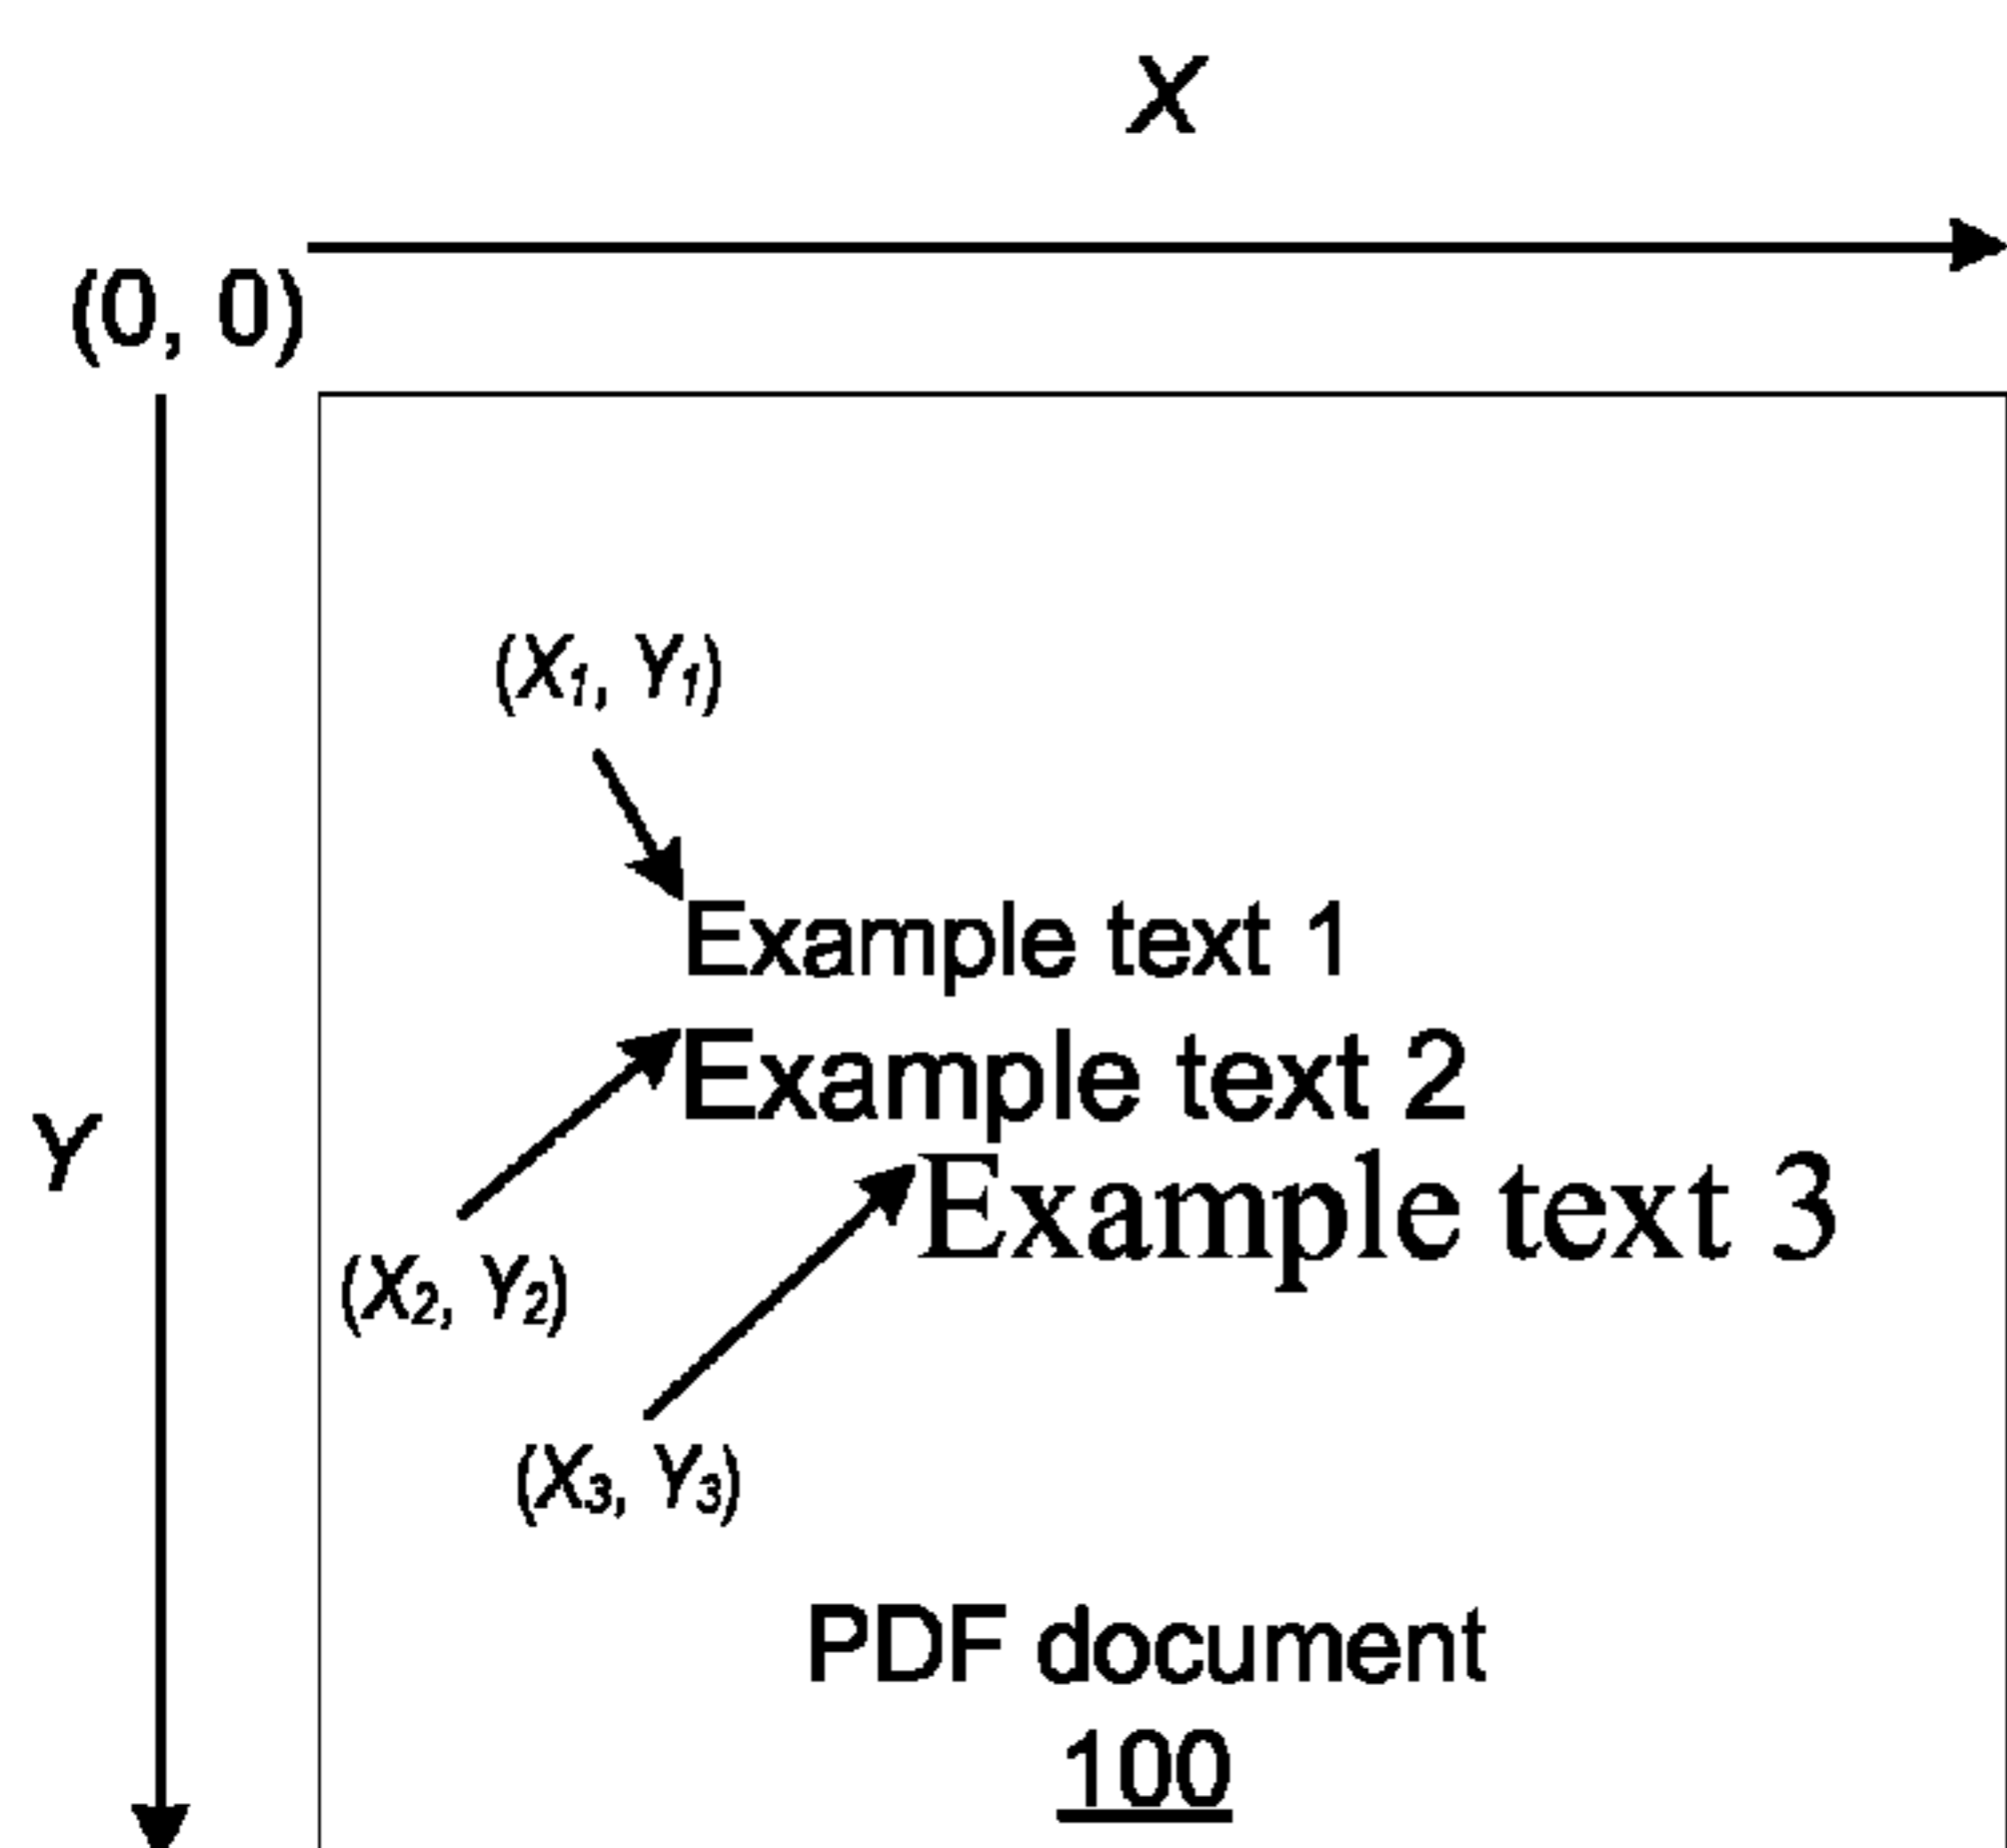 X
(0, 0)
(X1, Y1)
Example text 1
Example text 2
Y
Example text 3
(X2, Y2)
(X3, Y3)
PDF document
100